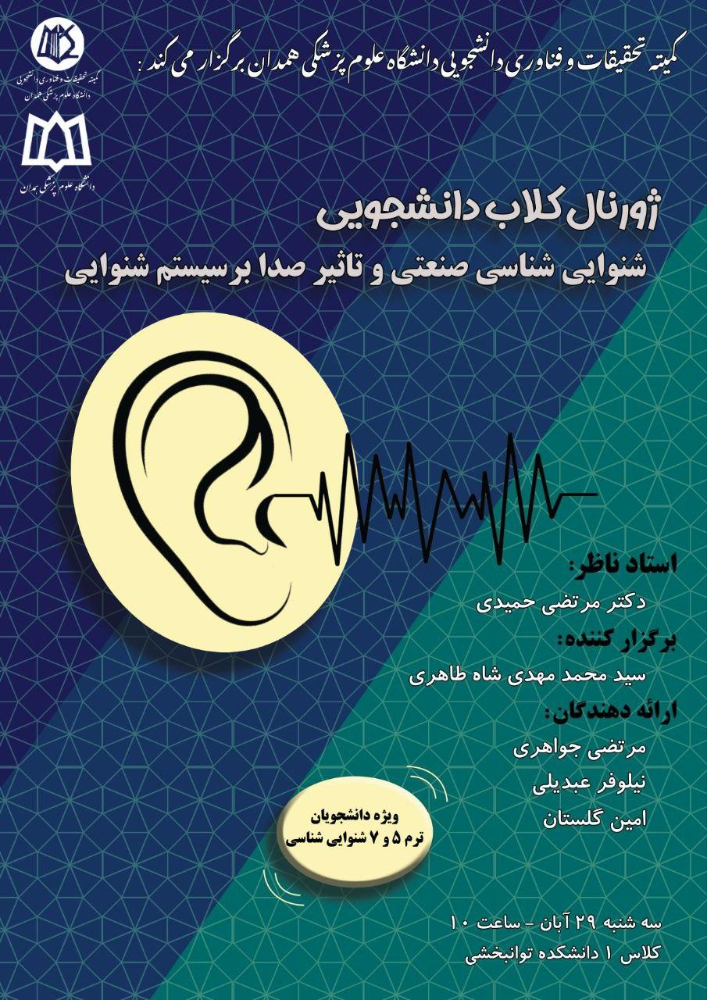 کمیته تحقیقات و فناوری دانشجویی دانشگاه علوم پزشکی همدان برگزار می کند :
کمیته تحقیقات و فناوری دانشجویی
دانشگاه علوم پزشکی همدان
دانشگاه علوم پزشکی همدان
ژورنال کلاب دانشجویی
شنوایی شناسی صنعتی و تاثیر صدا بر سیستم شنوایی
استاد ناظر:
دکتر مرتضی حمیدی
برگزار کننده:
سید محمد مهدی شاه طاهری
ارائه دهندگان:
مرتضی جواهری
نیلوفر عبدیلی
امین گلستان
ویژه دانشجویان
ترم ۵ و ۷ شنوایی شناسی
سه شنبه ۲۹ آبان - ساعت ۱۰
کلاس ۱ دانشکده توانبخشی